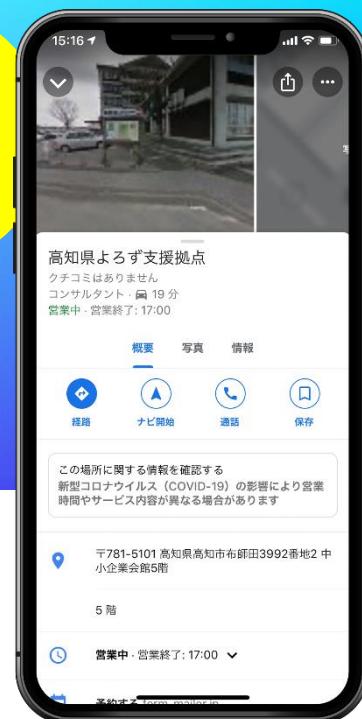 15:16
高知県よろず支援拠点
クチコミはありません
コンサルタント · 19 分
営業中 · 営業終了: 17:00
概要 写真 情報
経路 ナビ開始 通話 保存
この場所に関する情報を確認する
新型コロナウイルス（COVID-19）の影響により営業
時間やサービス内容が異なる場合があります
〒781-5101 高知県高知市布師田3992番地2 中
小企業会館5階
5 階
営業中 · 営業終了: 17:00
予約する form-mailer.jp